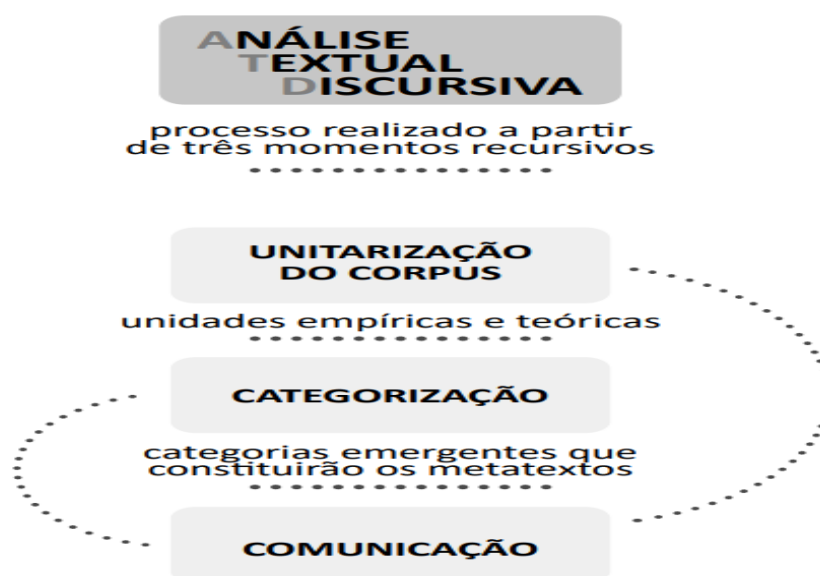 ANÁLISE
TEXTUAL
DISCURSIVA
processo realizado a partir
de três momentos recursivos
UNITARIZAÇÃO
DO CORPUS
unidades empíricas e teóricas
CATEGORIZAÇÃO
categorias emergentes que
constituirão os metatextos
COMUNICAÇÃO